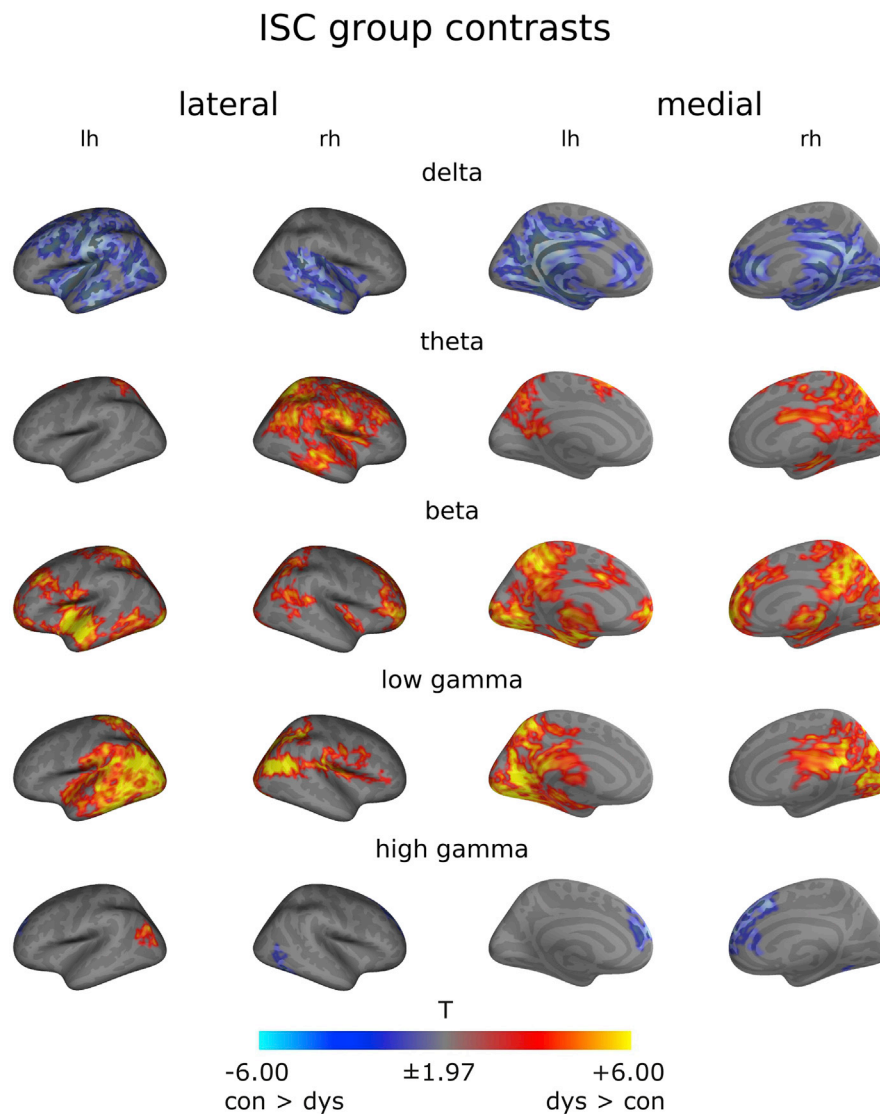 ISC group contrasts
lateral medial
lh rh lh rh
delta
theta
beta
low gamma
high gamma
T
-6.00 ±1.97 +6.00
con > dys dys > con